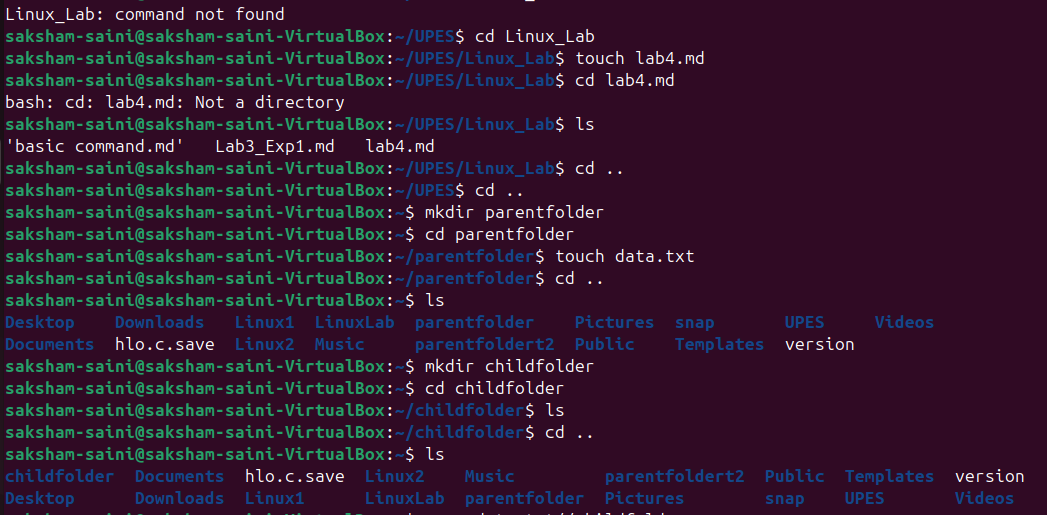 Linux_Lab: command not found
saksham-saini@saksham-saini-VirtualBox:~/UPES$ cd Linux_Lab
saksham-saini@saksham-saini-VirtualBox:~/UPES/Linux_Lab$ touch lab4.md
saksham-saini@saksham-saini-VirtualBox:~/UPES/Linux_Lab$ cd lab4.md
bash: cd: lab4.md: Not a directory
saksham-saini@saksham-saini-VirtualBox:~/UPES/Linux_Lab$ ls
'basic command.md'   Lab3_Exp1.md   lab4.md
saksham-saini@saksham-saini-VirtualBox:~/UPES/Linux_Lab$ cd ..
saksham-saini@saksham-saini-VirtualBox:~/UPES$ cd ..
saksham-saini@saksham-saini-VirtualBox:~$ mkdir parentfolder
saksham-saini@saksham-saini-VirtualBox:~$ cd parentfolder
saksham-saini@saksham-saini-VirtualBox:~/parentfolder$ touch data.txt
saksham-saini@saksham-saini-VirtualBox:~/parentfolder$ cd ..
saksham-saini@saksham-saini-VirtualBox:~$ ls
Desktop    Downloads   Linux1  LinuxLab  parentfolder    Pictures  snap       UPES     Videos
Documents  hlo.c.save  Linux2  Music     parentfoldert2  Public    Templates  version
saksham-saini@saksham-saini-VirtualBox:~$ mkdir childfolder
saksham-saini@saksham-saini-VirtualBox:~$ cd childfolder
saksham-saini@saksham-saini-VirtualBox:~/childfolder$ ls
saksham-saini@saksham-saini-VirtualBox:~/childfolder$ cd ..
saksham-saini@saksham-saini-VirtualBox:~$ ls
childfolder  Documents  hlo.c.save  Linux2    Music         parentfoldert2  Public  Templates  version
Desktop      Downloads  Linux1      LinuxLab  parentfolder  Pictures        snap    UPES       Videos